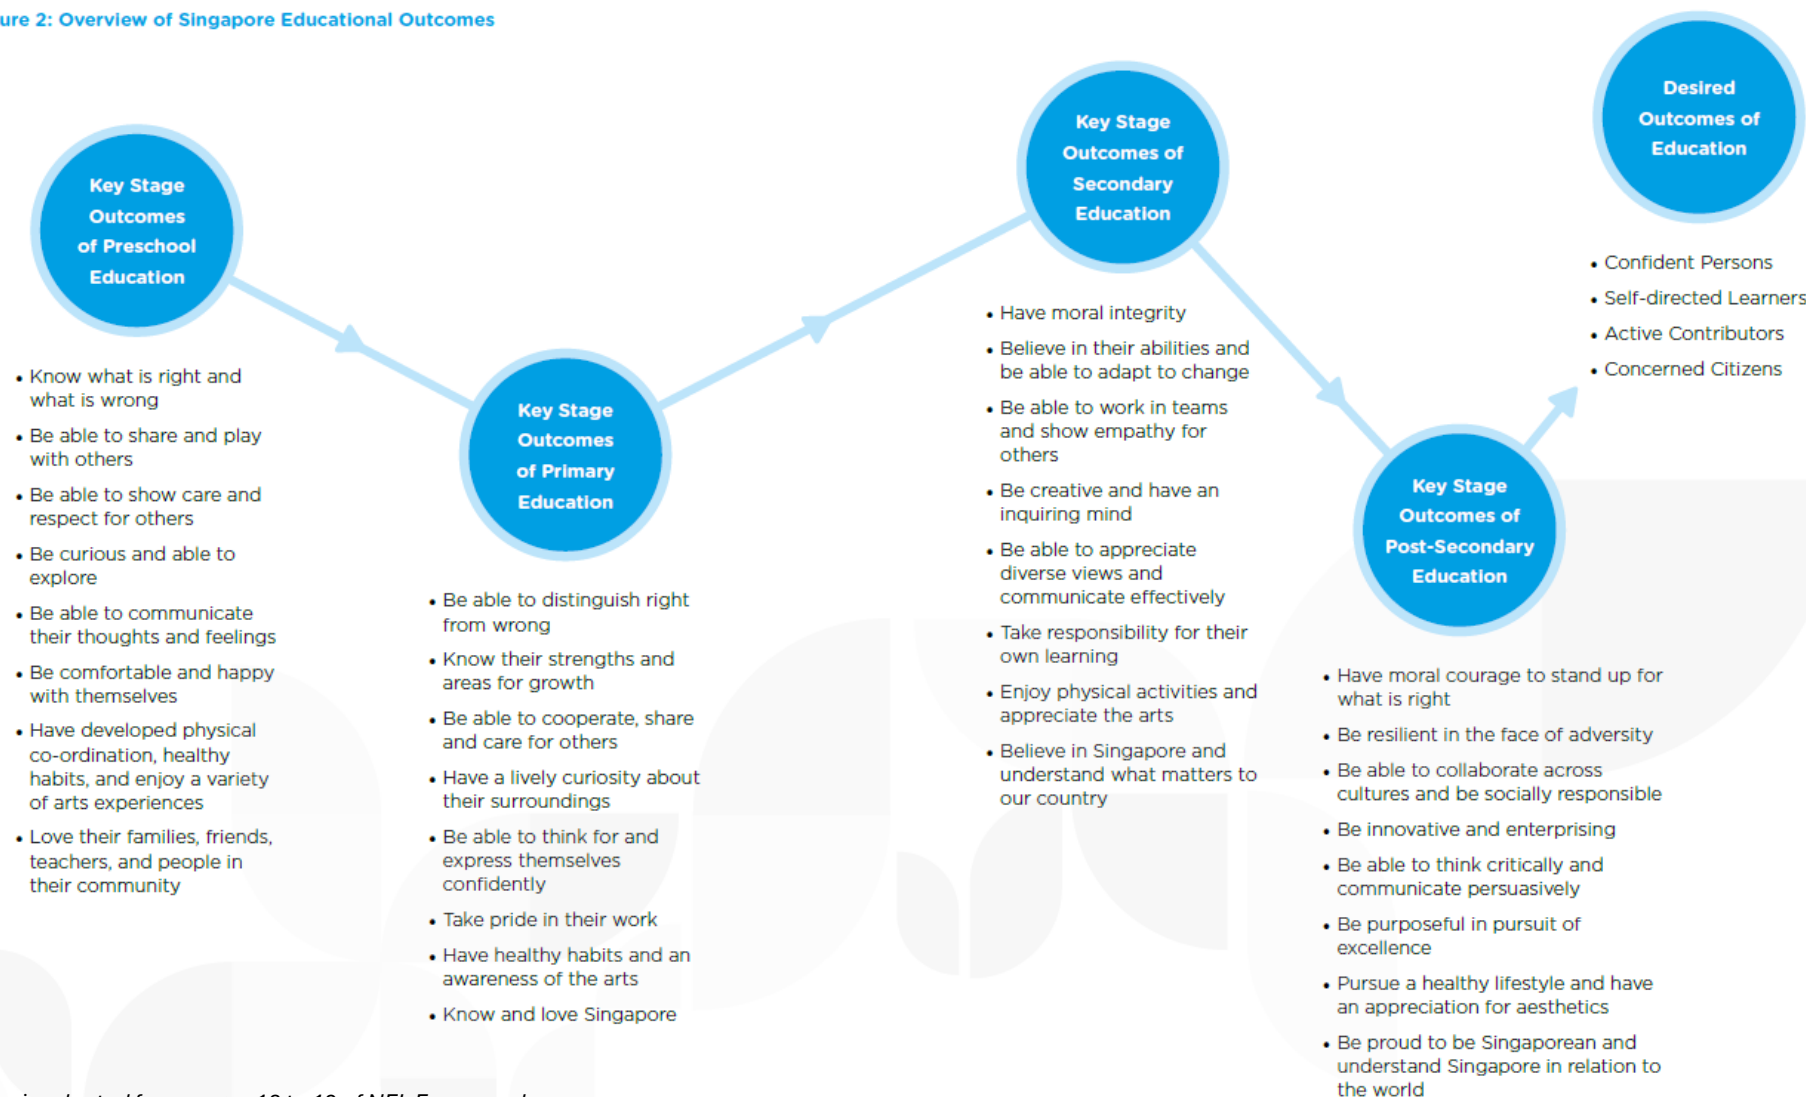 ure 2: Overview of Singapore Educational Outcomes
Key Stage
Outcomes
of Preschool
Education
• Know what is right and
what is wrong
• Be able to share and play
with others
• Be able to show care and
respect for others
• Be curious and able to
explore
• Be able to communicate
their thoughts and feelings
• Be comfortable and happy
with themselves
• Have developed physical
co-ordination, healthy
habits, and enjoy a variety
of arts experiences
• Love their families, friends,
teachers, and people in
their community
Key Stage
Outcomes
of Primary
Education
• Be able to distinguish right
from wrong
• Know their strengths and
areas for growth
• Be able to cooperate, share
and care for others
• Have a lively curiosity about
their surroundings
• Be able to think for and
express themselves
confidently
• Take pride in their work
• Have healthy habits and an
awareness of the arts
• Know and love Singapore
Key Stage
Outcomes of
Secondary
Education
• Have moral integrity
• Believe in their abilities and
be able to adapt to change
• Be able to work in teams
and show empathy for
others
• Be creative and have an
inquiring mind
• Be able to appreciate
diverse views and
communicate effectively
• Take responsibility for their
own learning
• Enjoy physical activities and
appreciate the arts
• Believe in Singapore and
understand what matters to
our country
Key Stage
Outcomes of
Post-Secondary
Education
• Have moral courage to stand up for
what is right
• Be resilient in the face of adversity
• Be able to collaborate across
cultures and be socially responsible
• Be innovative and enterprising
• Be able to think critically and
communicate persuasively
• Be purposeful in pursuit of
excellence
• Pursue a healthy lifestyle and have
an appreciation for aesthetics
• Be proud to be Singaporean and
understand Singapore in relation to
the world
Desired
Outcomes of
Education
• Confident Persons
• Self-directed Learners
• Active Contributors
• Concerned Citizens